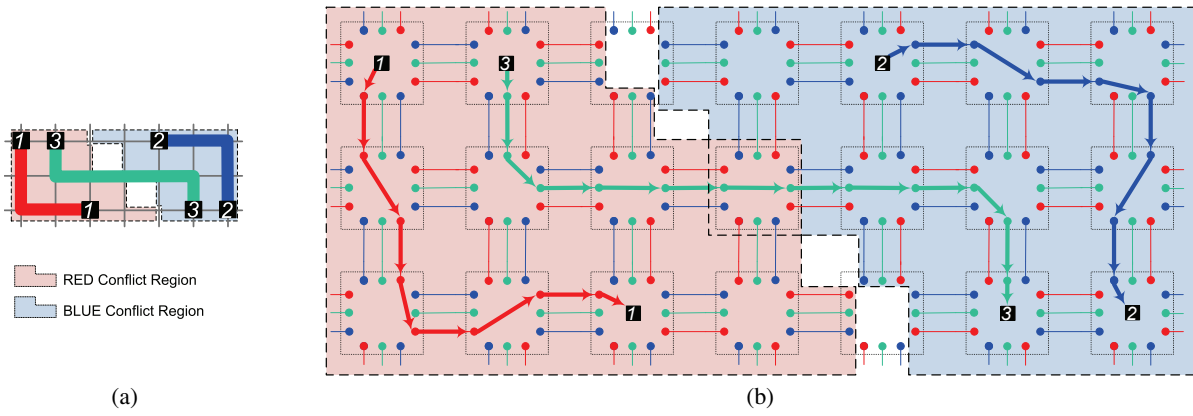 1 3 2
1 3 2
RED Conflict Region
BLUE Conflict Region
(a)
1 3 2
1 3 2
(b)